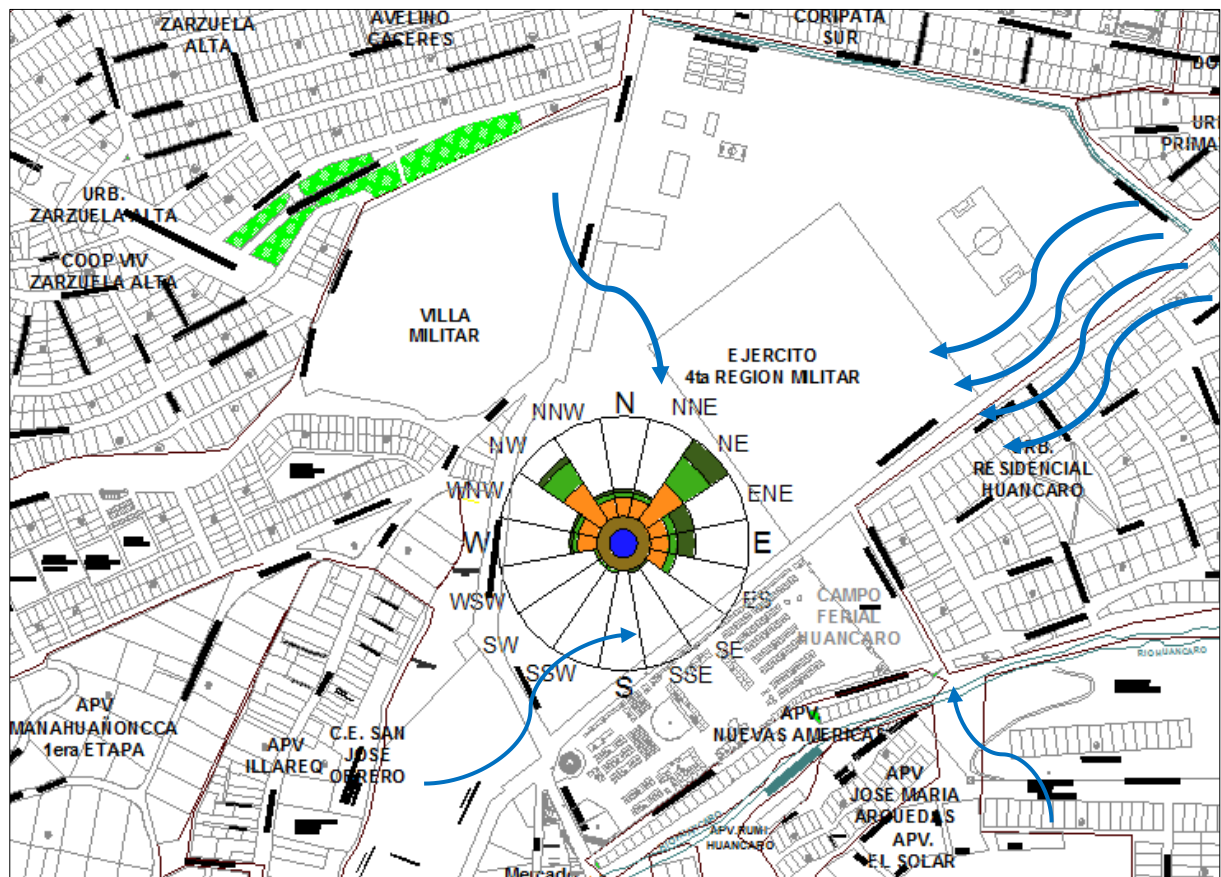 ZARZUELA
ALTA
AVELINO
CACERES
CORIPATA
SUR
URB.
ZARZUELA ALTA
COOP VIV
ZARZUELA ALTA
VILLA
MILITAR
EJERCITO
4ta REGION MILITAR
N
NNW
NNE
NW
NE
WNW
ENE
W
E
WSW
ES
SW
SE
SSW
SSE
S
URB.
RESIDENCIAL
HUANCARO
CAMPO
FERIAL
HUANCARO
RIO HUANCARO
APV
MANAHUAÑONCCA
1era ETAPA
APV
ILLAREQ
C.E. SAN
JOSE
OBRERO
APV.
NUEVAS AMERICAS
APV
JOSE MARIA
ARGUEDAS
APV.
EL SOLAR
APV. RUMI
HUANCARO